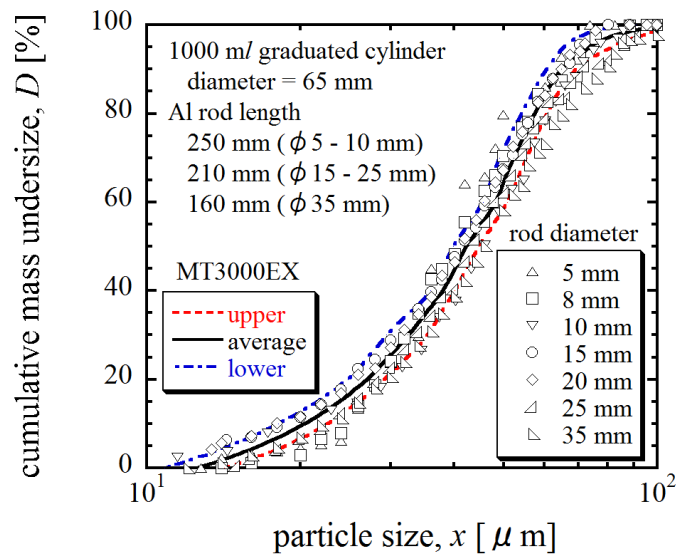 1000 ml graduated cylinder
diameter = 65 mm
Al rod length
250 mm (ϕ 5 - 10 mm)
210 mm (ϕ 15 - 25 mm)
160 mm (ϕ 35 mm)
MT3000EX
upper
average
lower
rod diameter
5 mm
8 mm
10 mm
15 mm
20 mm
25 mm
35 mm
cumulative mass undersize, D [%]
100
80
60
40
20
0
10¹
10²
particle size, x [ μ m]